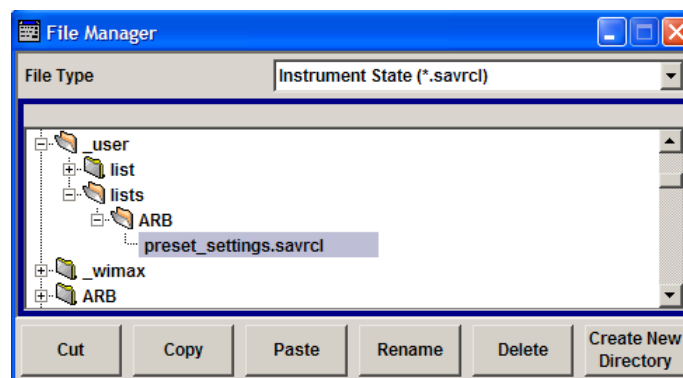 File Manager
File Type Instrument State (*.savrcl)
_user
list
lists
ARB
preset_settings.savrcl
_wimax
ARB
Cut Copy Paste Rename Delete Create New
Directory